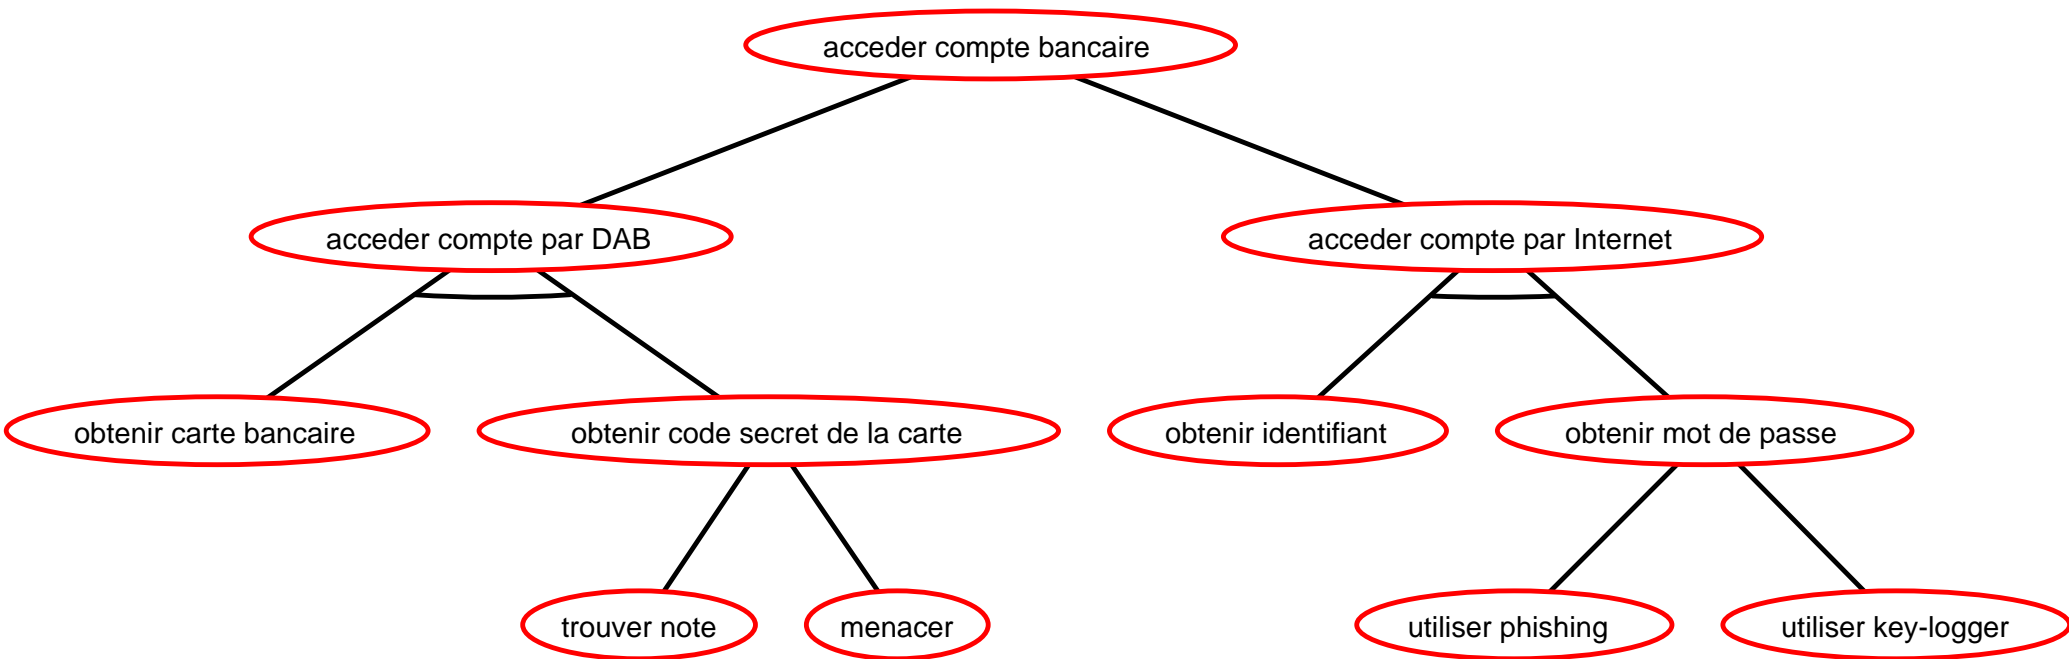 acceder compte bancaire
acceder compte par DAB
acceder compte par Internet
obtenir carte bancaire
obtenir code secret de la carte
obtenir identifiant
obtenir mot de passe
trouver note
menacer
utiliser phishing
utiliser key-logger